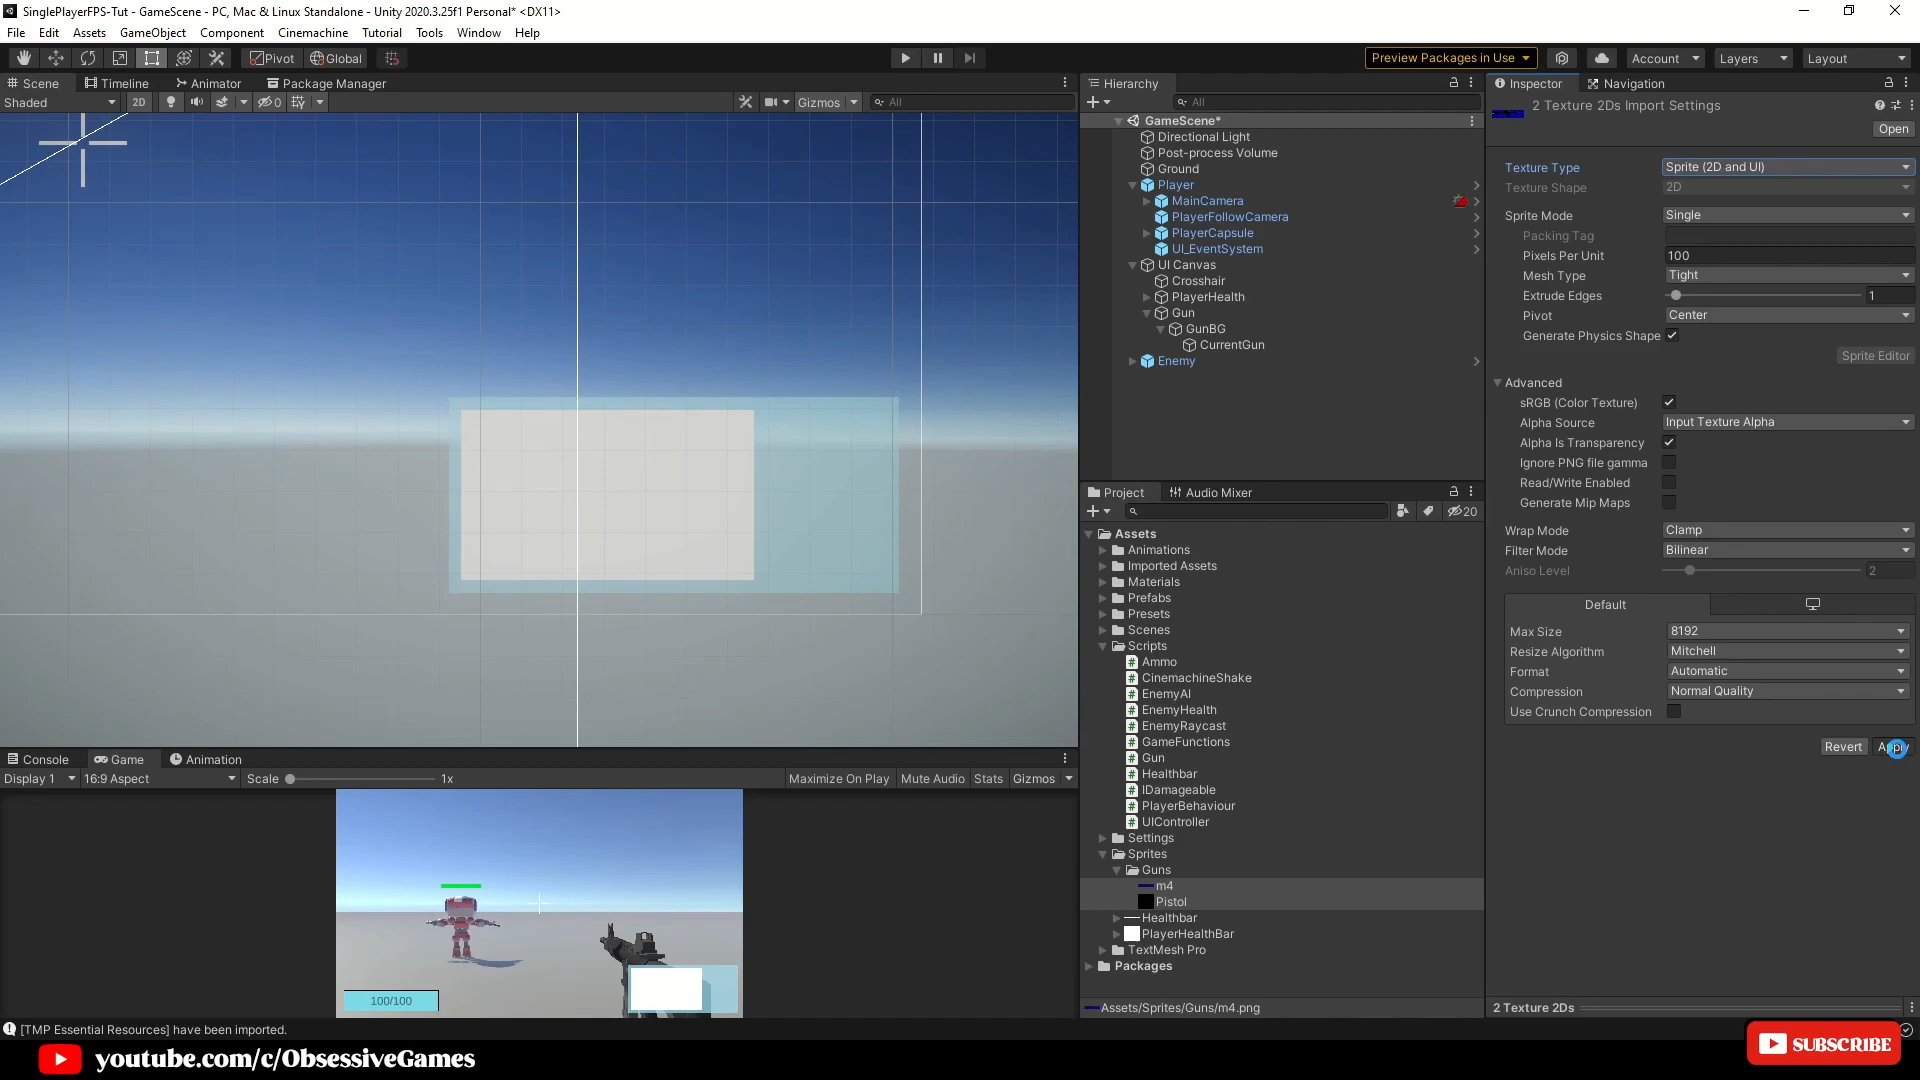 SinglePlayerFPS-Tut - GameScene - PC, Mac & Linux Standalone - Unity 2020.3.25f1 Personal* <DX11>
File Edit Assets GameObject Component Cinemachine Tutorial Tools Window Help
Pivot Global Preview Packages in Use Account Layers Layout
Scene Timeline Animator Package Manager
Shaded 2D 0 Gizmos All
Hierarchy
All
GameScene*
Directional Light
Post-process Volume
Ground
Player
MainCamera
PlayerFollowCamera
PlayerCapsule
UI_EventSystem
UI Canvas
Crosshair
PlayerHealth
Gun
GunBG
CurrentGun
Enemy
Project Audio Mixer
20
Assets
Animations
Imported Assets
Materials
Prefabs
Presets
Scenes
Scripts
Ammo
CinemachineShake
EnemyAI
EnemyHealth
EnemyRaycast
GameFunctions
Gun
Healthbar
IDamageable
PlayerBehaviour
UIController
Settings
Sprites
Guns
m4
Pistol
Healthbar
PlayerHealthBar
TextMesh Pro
Packages
Assets/Sprites/Guns/m4.png
Inspector Navigation
2 Texture 2Ds Import Settings
Open
Texture Type Sprite (2D and UI)
Texture Shape 2D
Sprite Mode Single
Packing Tag
Pixels Per Unit 100
Mesh Type Tight
Extrude Edges 1
Pivot Center
Generate Physics Shape
Sprite Editor
Advanced
sRGB (Color Texture)
Alpha Source Input Texture Alpha
Alpha Is Transparency
Ignore PNG file gamma
Read/Write Enabled
Generate Mip Maps
Wrap Mode Clamp
Filter Mode Bilinear
Aniso Level 2
Default
Max Size 8192
Resize Algorithm Mitchell
Format Automatic
Compression Normal Quality
Use Crunch Compression
Revert Apply
2 Texture 2Ds
Console Game Animation
Display 1 16:9 Aspect Scale 1x Maximize On Play Mute Audio Stats Gizmos
100/100
[TMP Essential Resources] have been imported.
youtube.com/c/ObsessiveGames
SUBSCRIBE